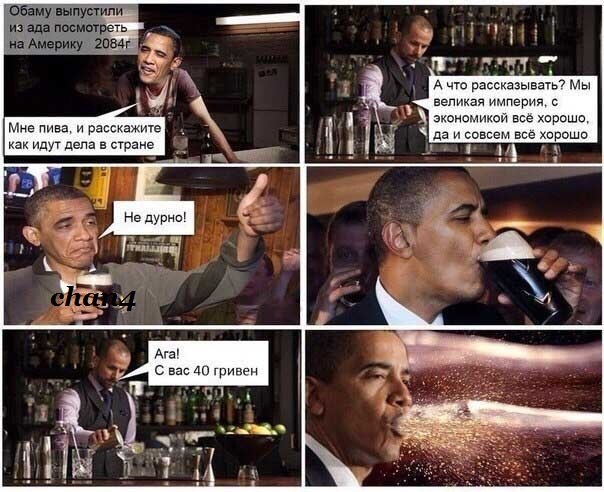 Обаму выпустили
из ада посмотреть
на Америку 2084г
Мне пива, и расскажите
как идут дела в стране
А что рассказывать? Мы
великая империя, с
экономикой всё хорошо,
да и совсем всё хорошо
Не дурно!
chan4
Ага!
С вас 40 гривен